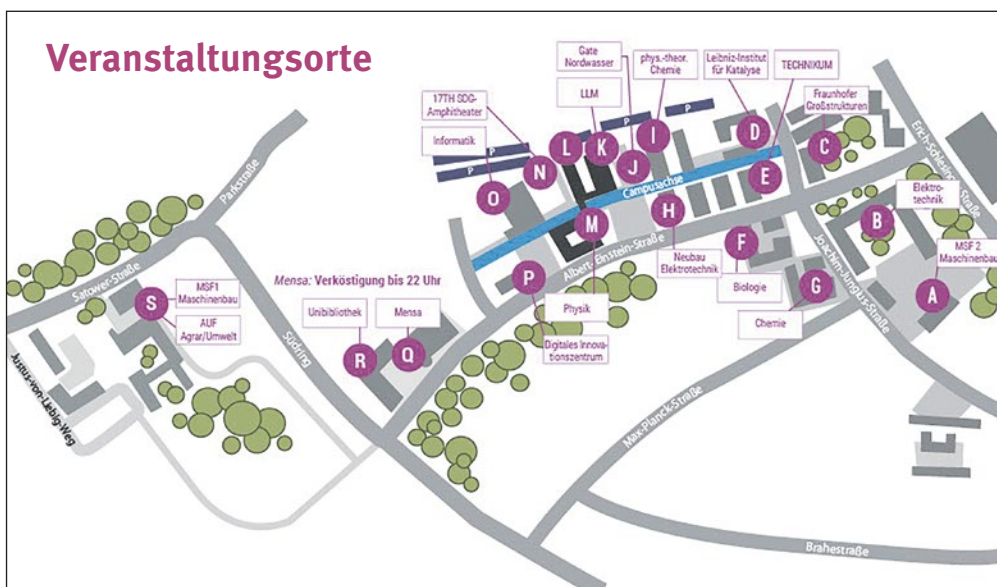 Veranstaltungsorte
Gate
Nordwasser
phys.-theor.
Chemie
Leibniz-Institut
für Katalyse
TECHNIKUM
17TH SDG-
Amphitheater
LLM
Fraunhofer
Großstrukturen
Informatik
P
P
P
P
P
L
K
I
D
C
N
J
E
O
Campusachse
H
M
B
Elektro-
technik
F
P
Albert-Einstein-Straße
Neubau
Elektrotechnik
Biologie
G
A
MSF 2
Maschinenbau
Physik
Chemie
Digitales Innova-
tionszentrum
Mensa: Verköstigung bis 22 Uhr
Unibibliothek
Mensa
R
Q
S
MSF1
Maschinenbau
AUF
Agrar/Umwelt
Parkstraße
Satower-Straße
Südring
Justus-von-Liebig-Weg
Joachim-Jungius-Straße
Max-Planck-Straße
Brahestraße